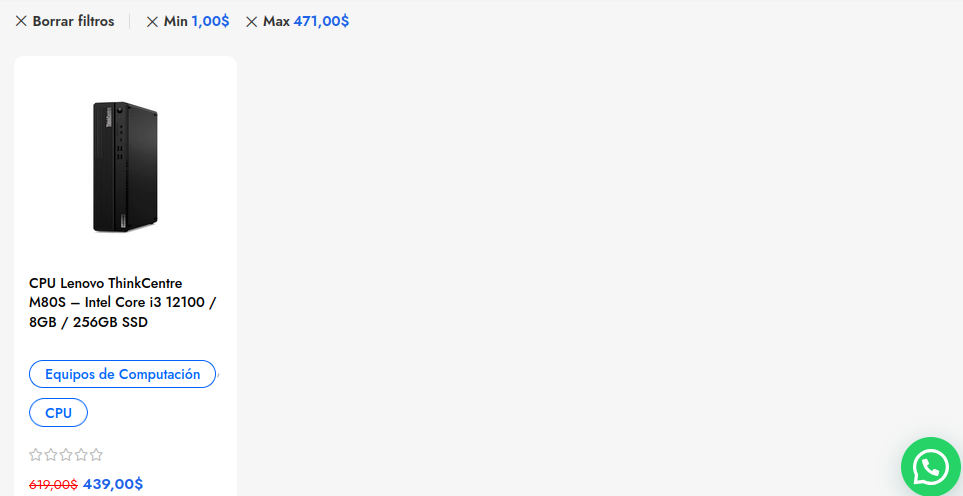 Borrar filtros Min 1,00$ Max 471,00$
CPU Lenovo ThinkCentre
M80S – Intel Core i3 12100 /
8GB / 256GB SSD
Equipos de Computación
CPU
619,00$ 439,00$